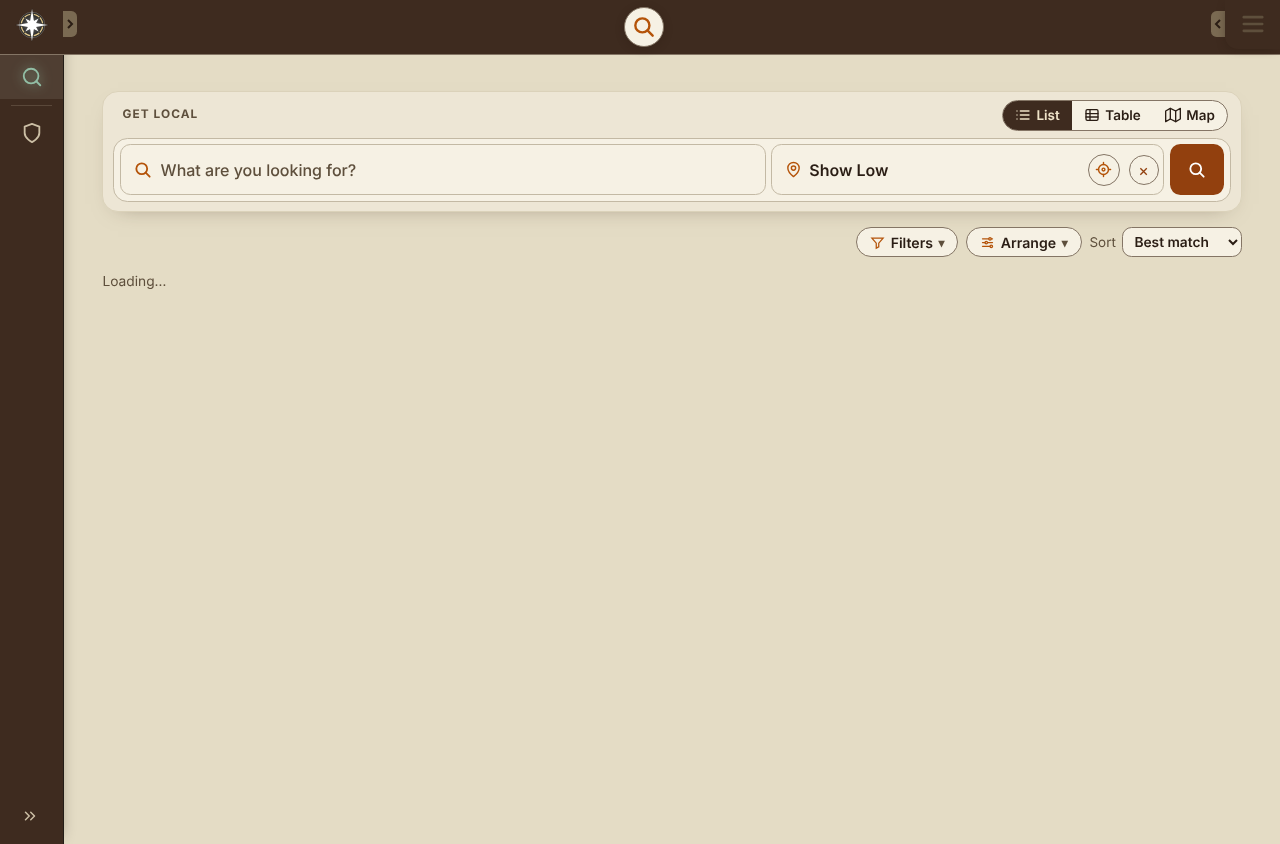 GET LOCAL
List
Table
Map
What are you looking for?
Show Low
Filters ▾
Arrange ▾
Sort
Best match
Loading...